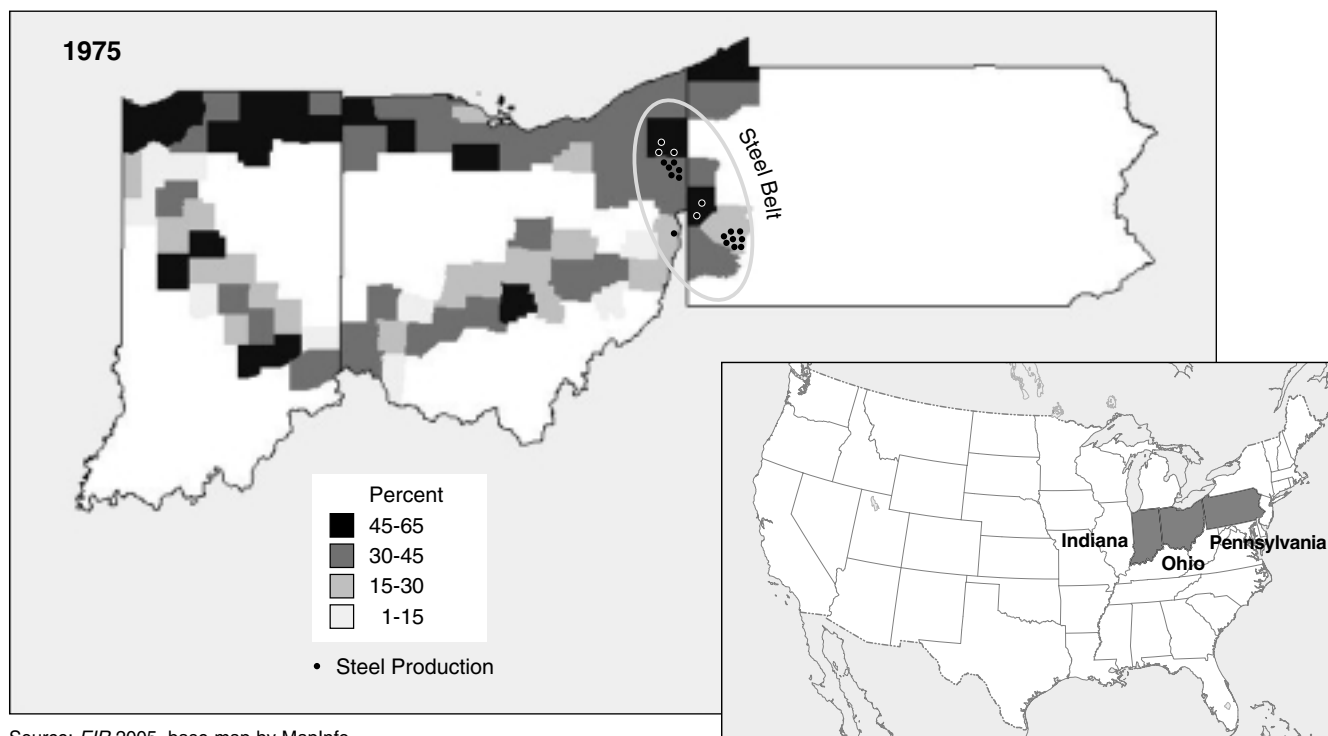 1975
Steel Belt
Percent
45-65
30-45
15-30
1-15
• Steel Production
Indiana
Ohio
Pennsylvania
Source: EIR 2005, base map by MapInfo